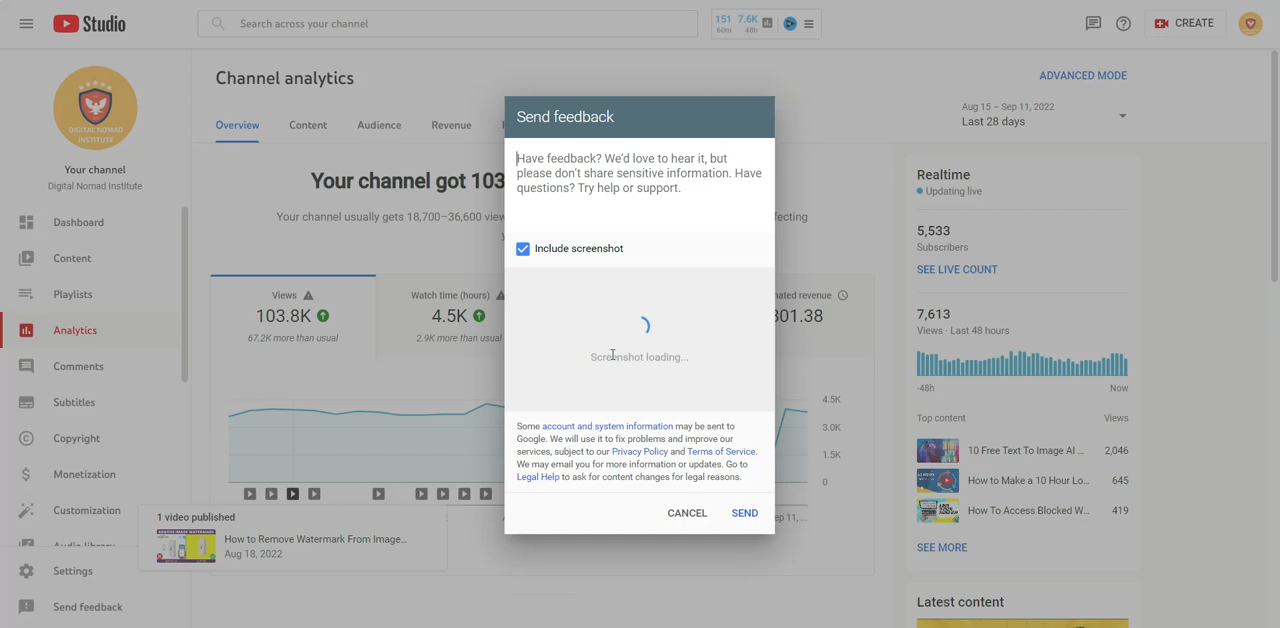 Studio
Search across your channel
151 7.6K
60m 48h
CREATE
DIGITAL NOMAD
INSTITUTE
Your channel
Digital Nomad Institute
Dashboard
Content
Playlists
Analytics
Comments
Subtitles
Copyright
Monetization
Customization
Audio library
Settings
Send feedback
Channel analytics
ADVANCED MODE
Overview Content Audience Revenue
Aug 15 – Sep 11, 2022
Last 28 days
Your channel got 103
Your channel usually gets 18,700–36,600 view
fecting
Views
103.8K
67.2K more than usual
Watch time (hours)
4.5K
2.9K more than usual
nated revenue
301.38
4.5K
3.0K
1.5K
0
ep 11, ...
1 video published
How to Remove Watermark From Image...
Aug 18, 2022
Send feedback
Have feedback? We'd love to hear it, but
please don't share sensitive information. Have
questions? Try help or support.
Include screenshot
Screenshot loading...
Some account and system information may be sent to
Google. We will use it to fix problems and improve our
services, subject to our Privacy Policy and Terms of Service.
We may email you for more information or updates. Go to
Legal Help to ask for content changes for legal reasons.
CANCEL SEND
Realtime
Updating live
5,533
Subscribers
SEE LIVE COUNT
7,613
Views · Last 48 hours
-48h Now
Top content Views
10 Free Text To Image AI ... 2,046
How to Make a 10 Hour Lo... 645
How To Access Blocked W... 419
SEE MORE
Latest content